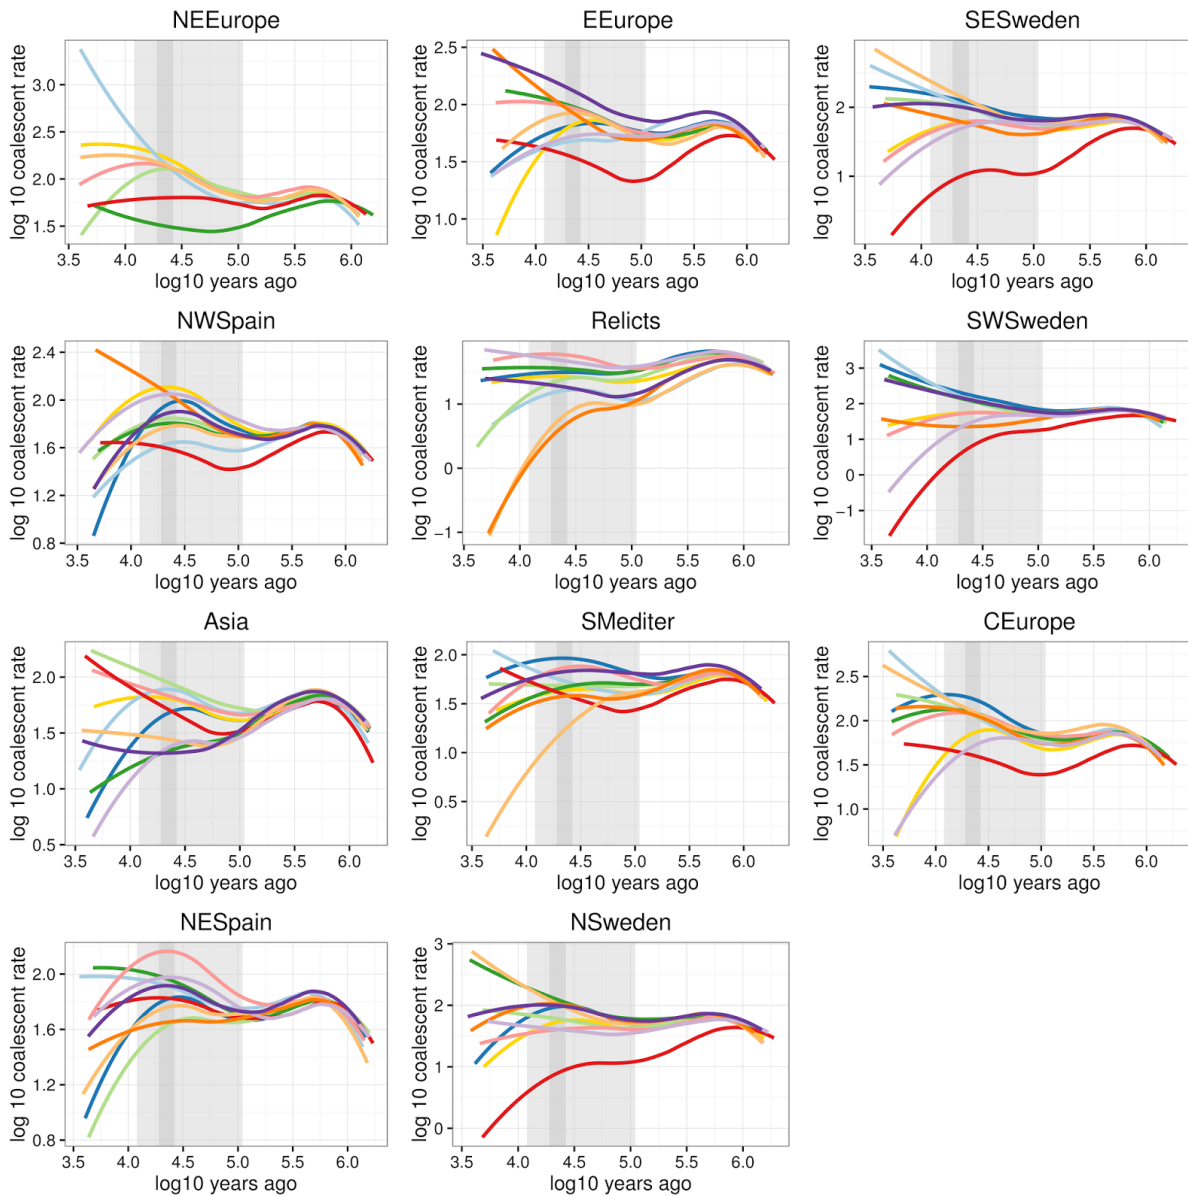 NEEurope
EEurope
SESweden
log 10 coalescent rate
3.0
2.5
2.0
1.5
3.5 4.0 4.5 5.0 5.5 6.0
log10 years ago
log 10 coalescent rate
2.5
2.0
1.5
1.0
3.5 4.0 4.5 5.0 5.5 6.0
log10 years ago
log 10 coalescent rate
2
1
3.5 4.0 4.5 5.0 5.5 6.0
log10 years ago
NWSpain
Relicts
SWSweden
log 10 coalescent rate
2.4
2.0
1.6
1.2
0.8
3.5 4.0 4.5 5.0 5.5 6.0
log10 years ago
log 10 coalescent rate
1
0
−1
3.5 4.0 4.5 5.0 5.5 6.0
log10 years ago
log 10 coalescent rate
3
2
1
0
−1
3.5 4.0 4.5 5.0 5.5 6.0
log10 years ago
Asia
SMediter
CEurope
log 10 coalescent rate
2.0
1.5
1.0
0.5
3.5 4.0 4.5 5.0 5.5 6.0
log10 years ago
log 10 coalescent rate
2.0
1.5
1.0
0.5
3.5 4.0 4.5 5.0 5.5 6.0
log10 years ago
log 10 coalescent rate
2.5
2.0
1.5
1.0
3.5 4.0 4.5 5.0 5.5 6.0
log10 years ago
NESpain
NSweden
log 10 coalescent rate
2.0
1.6
1.2
0.8
3.5 4.0 4.5 5.0 5.5 6.0
log10 years ago
log 10 coalescent rate
3
2
1
0
3.5 4.0 4.5 5.0 5.5 6.0
log10 years ago